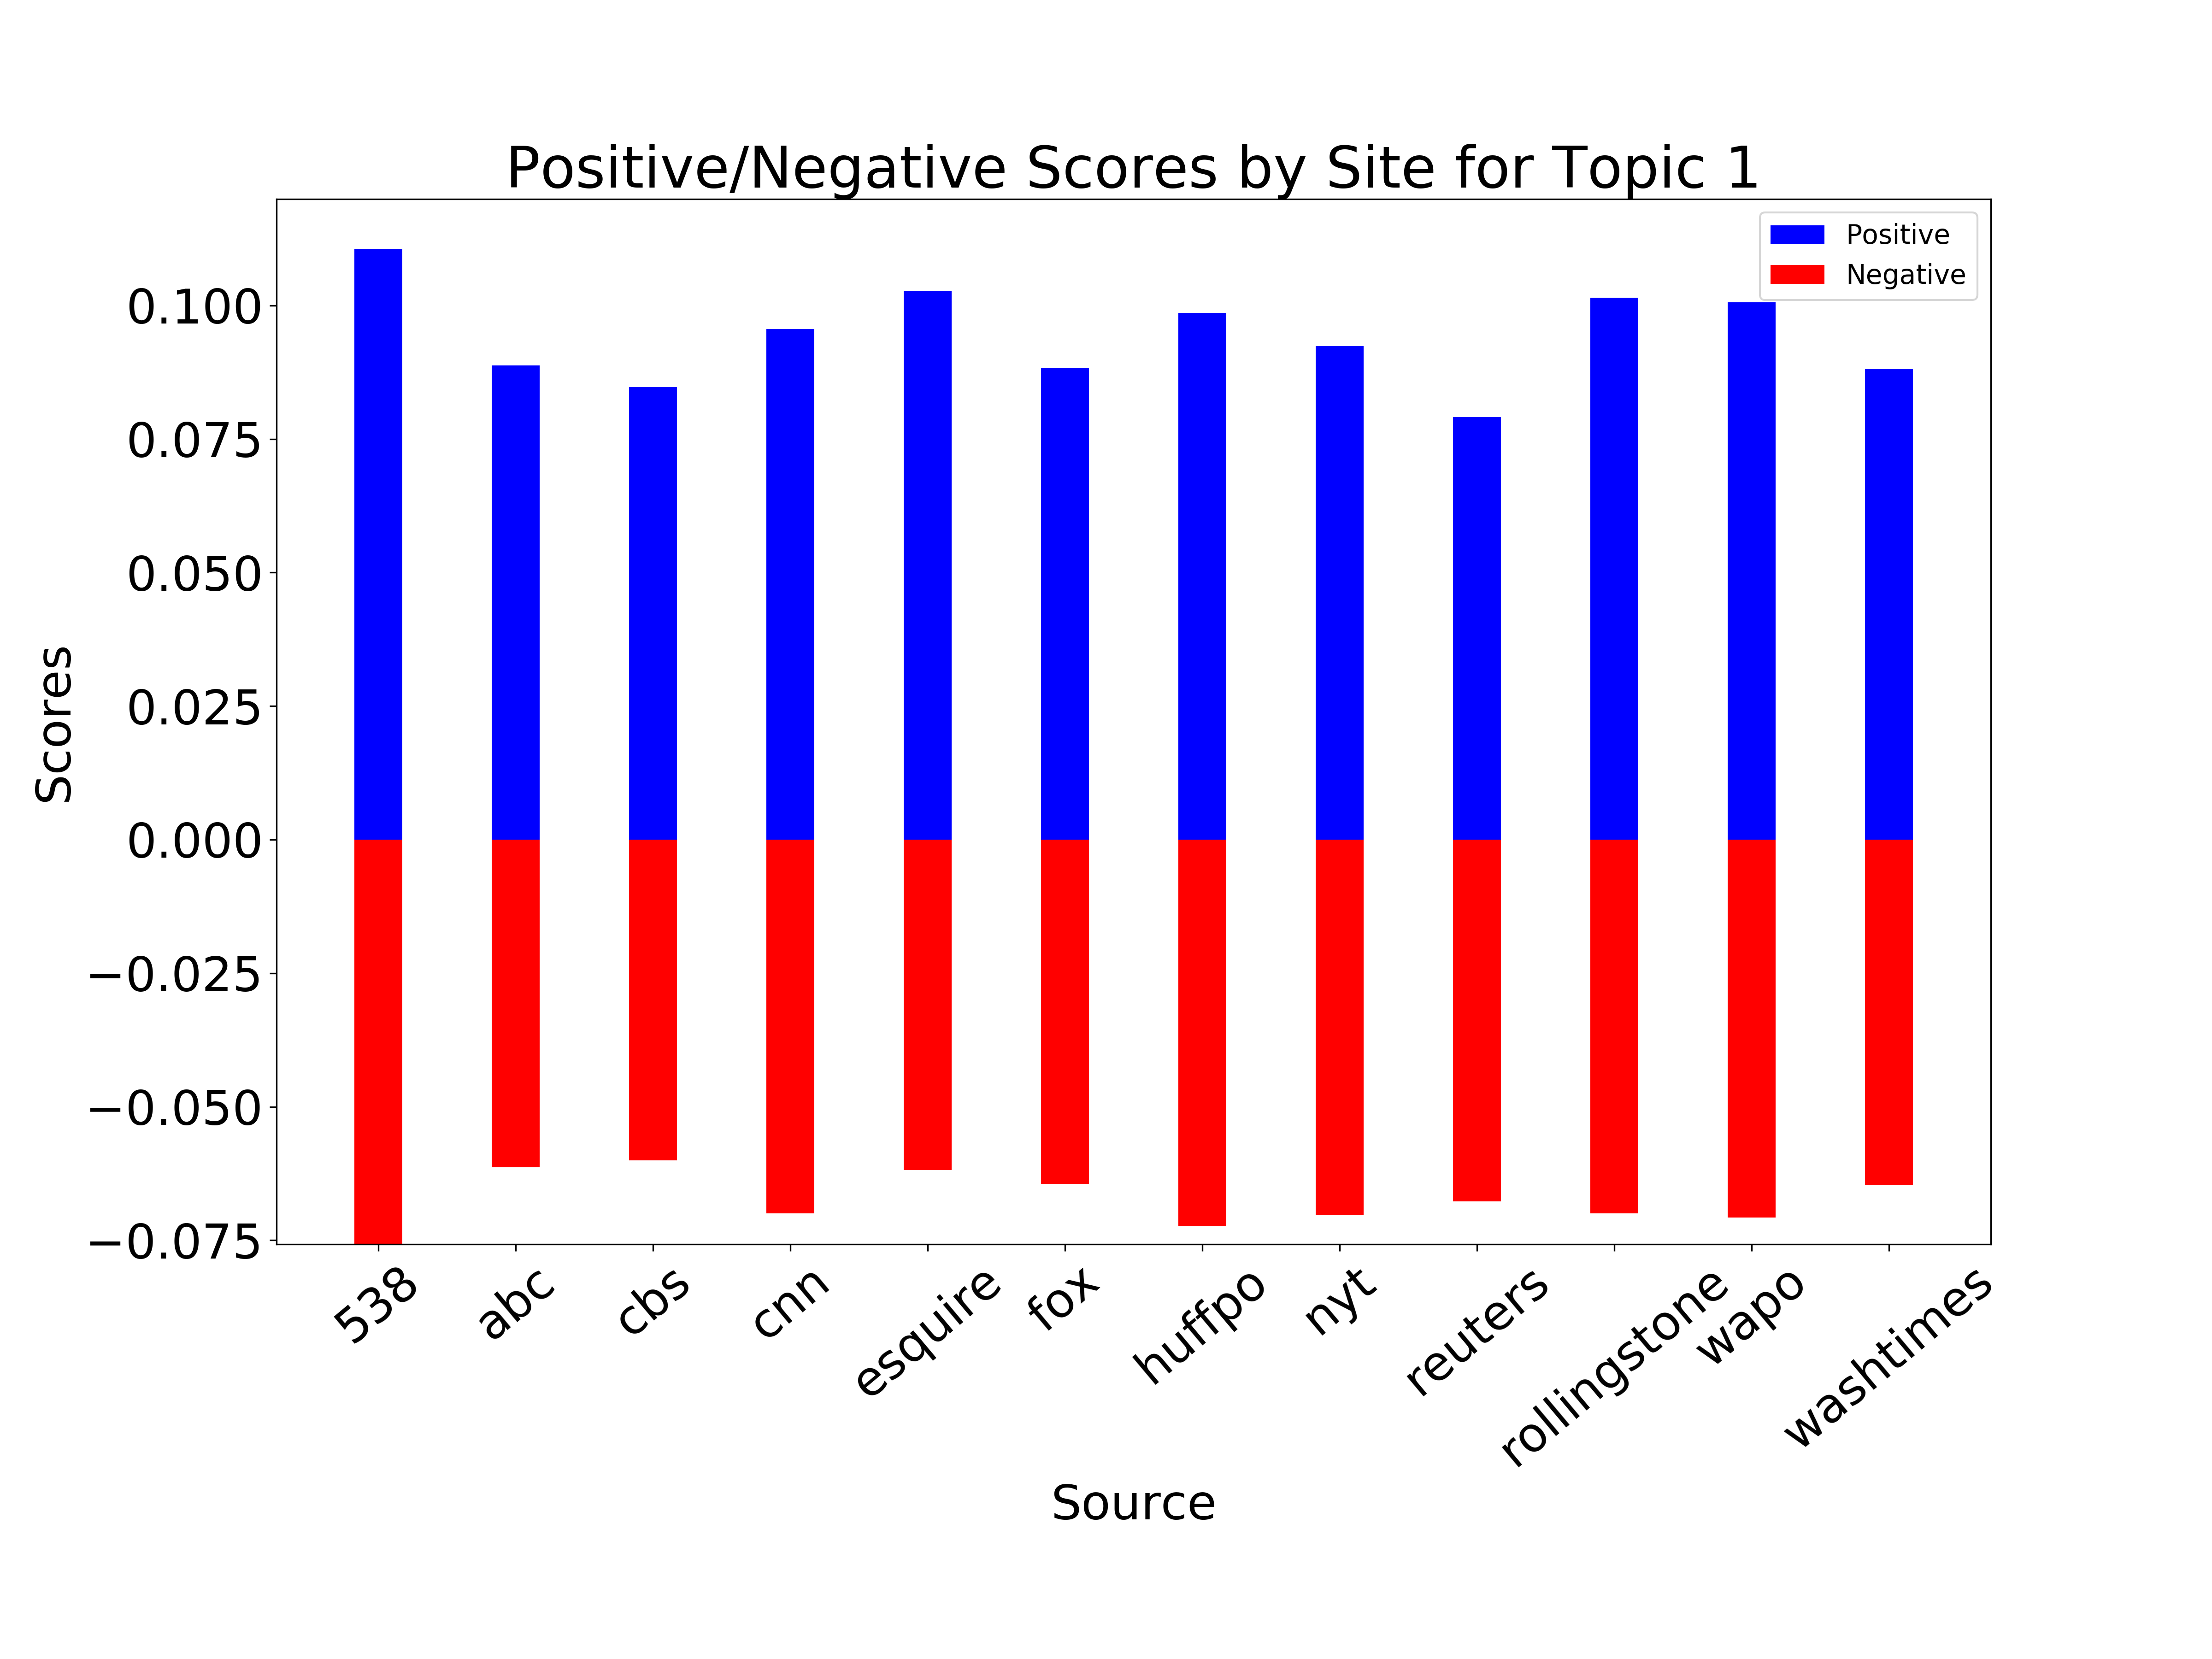 Positive/Negative Scores by Site for Topic 1
Positive
Negative
0.100
0.075
0.050
0.025
0.000
−0.025
−0.050
−0.075
Scores
538
abc
cbs
cnn
esquire
fox
huffpo
nyt
reuters
rollingstone
wapo
washtimes
Source